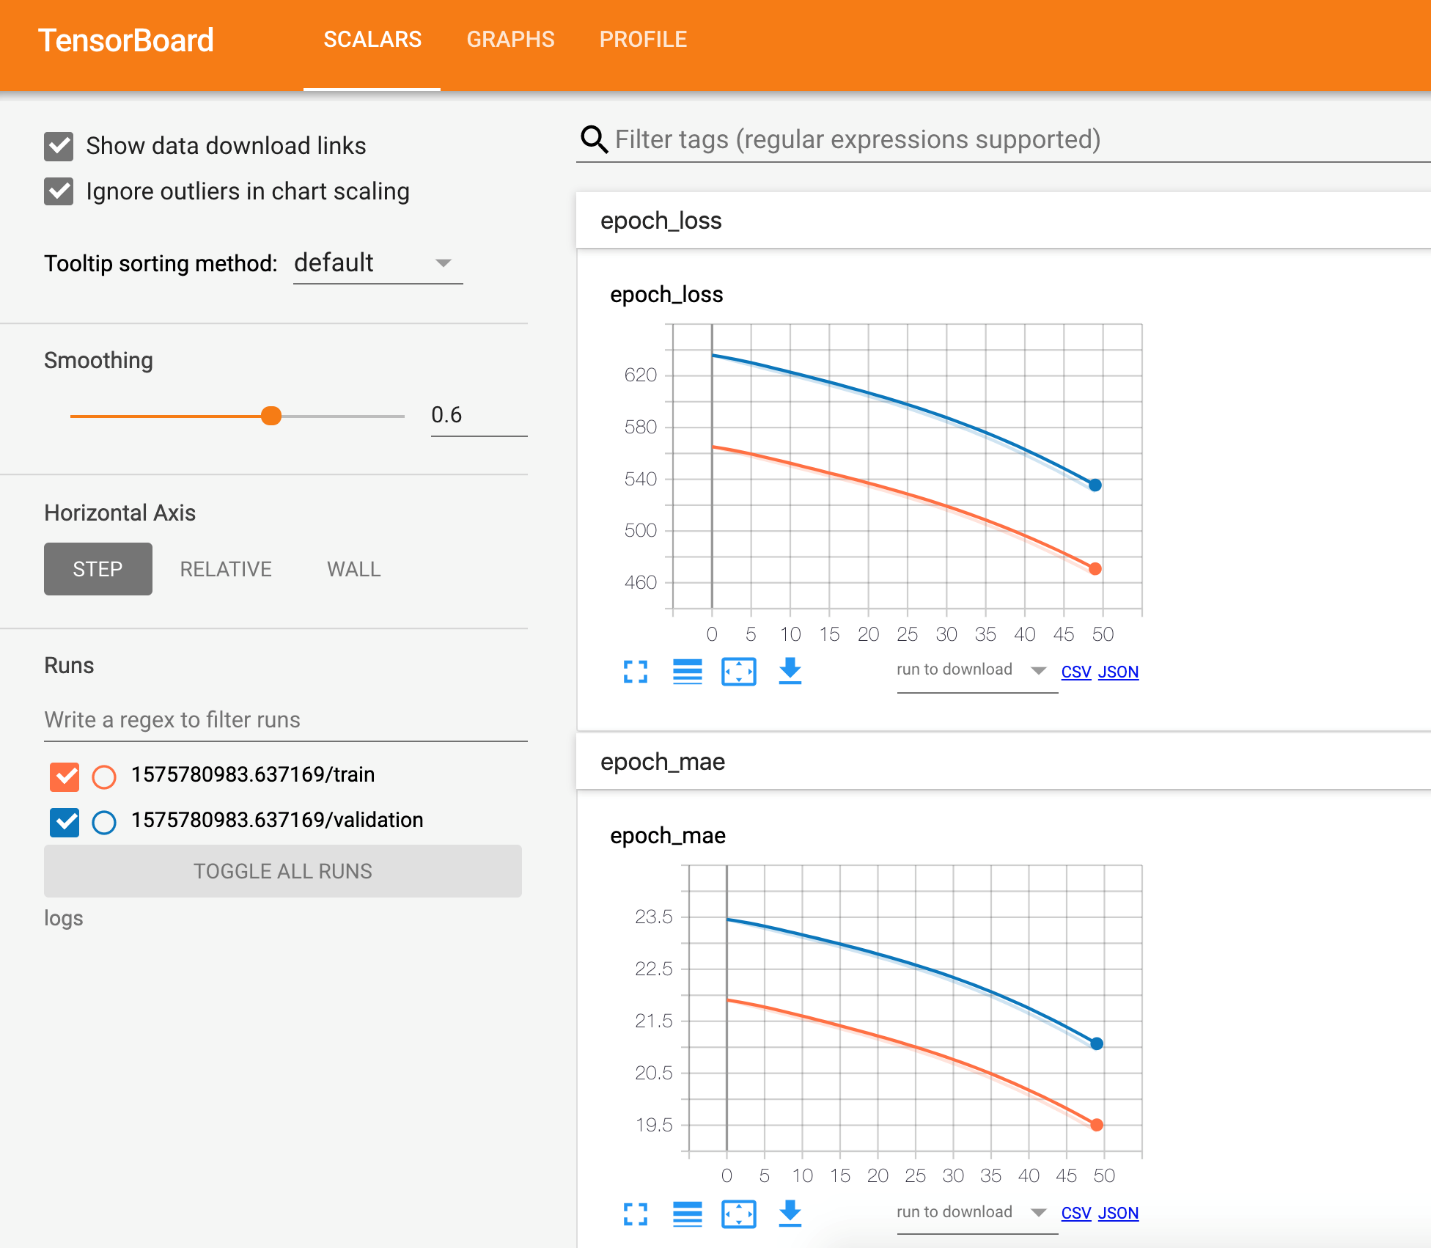 TensorBoard SCALARS GRAPHS PROFILE
Show data download links
Ignore outliers in chart scaling
Tooltip sorting method: default
Smoothing
0.6
Horizontal Axis
STEP RELATIVE WALL
Runs
Write a regex to filter runs
1575780983.637169/train
1575780983.637169/validation
TOGGLE ALL RUNS
logs
Filter tags (regular expressions supported)
epoch_loss
epoch_loss
620
580
540
500
460
0 5 10 15 20 25 30 35 40 45 50
run to download CSV JSON
epoch_mae
epoch_mae
23.5
22.5
21.5
20.5
19.5
0 5 10 15 20 25 30 35 40 45 50
run to download CSV JSON